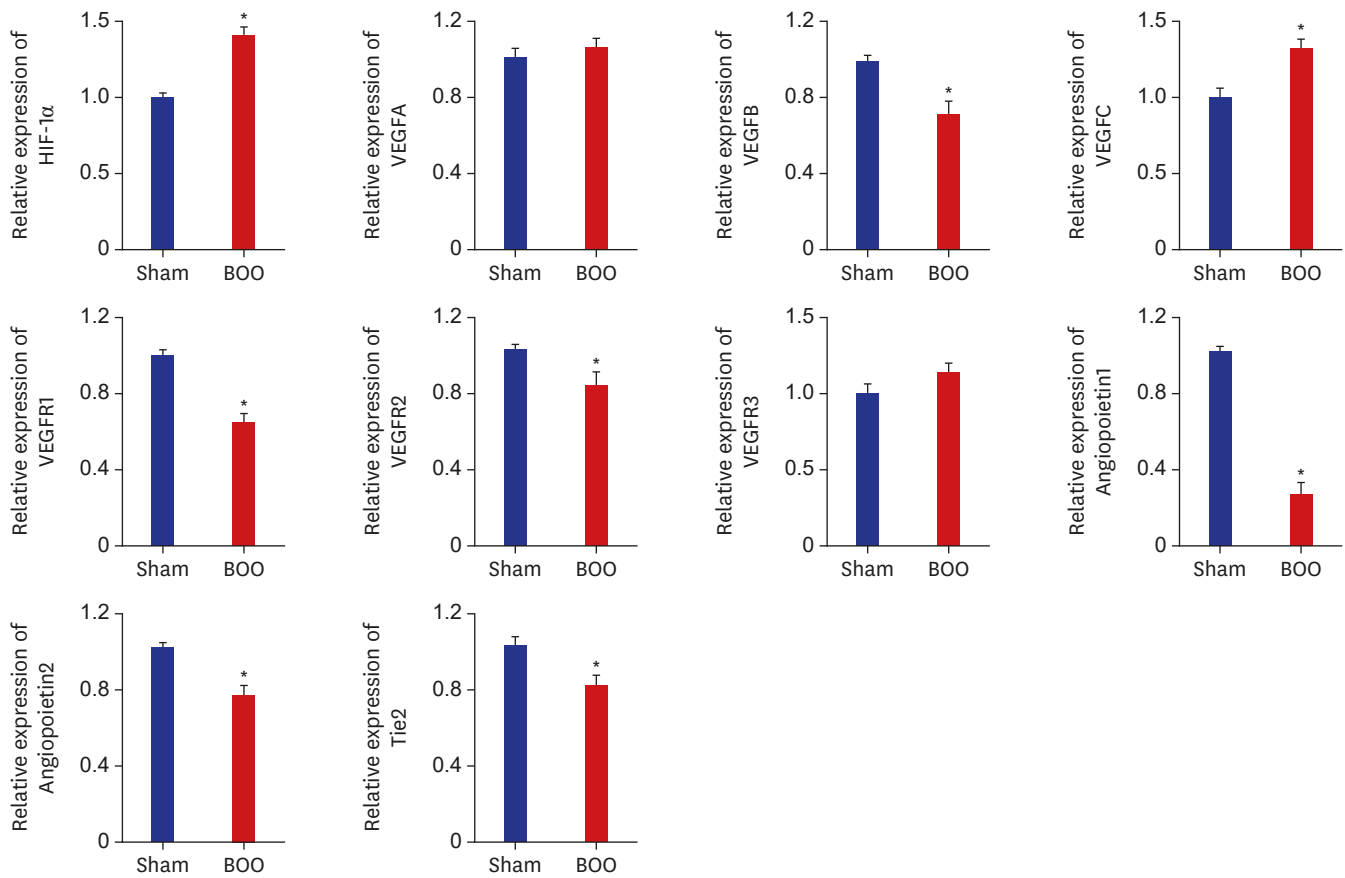 Relative expression of
HIF-1α
1.5
1.0
0.5
0
*
Sham
BOO
Relative expression of
VEGFA
1.2
0.8
0.4
0
Sham
BOO
Relative expression of
VEGFB
1.2
0.8
0.4
0
*
Sham
BOO
Relative expression of
VEGFC
1.5
1.0
0.5
0
*
Sham
BOO
Relative expression of
VEGFR1
1.2
0.8
0.4
0
*
Sham
BOO
Relative expression of
VEGFR2
1.2
0.8
0.4
0
*
Sham
BOO
Relative expression of
VEGFR3
1.5
1.0
0.5
0
Sham
BOO
Relative expression of
Angiopoietin1
1.2
0.8
0.4
0
*
Sham
BOO
Relative expression of
Angiopoietin2
1.2
0.8
0.4
0
*
Sham
BOO
Relative expression of
Tie2
1.2
0.8
0.4
0
*
Sham
BOO